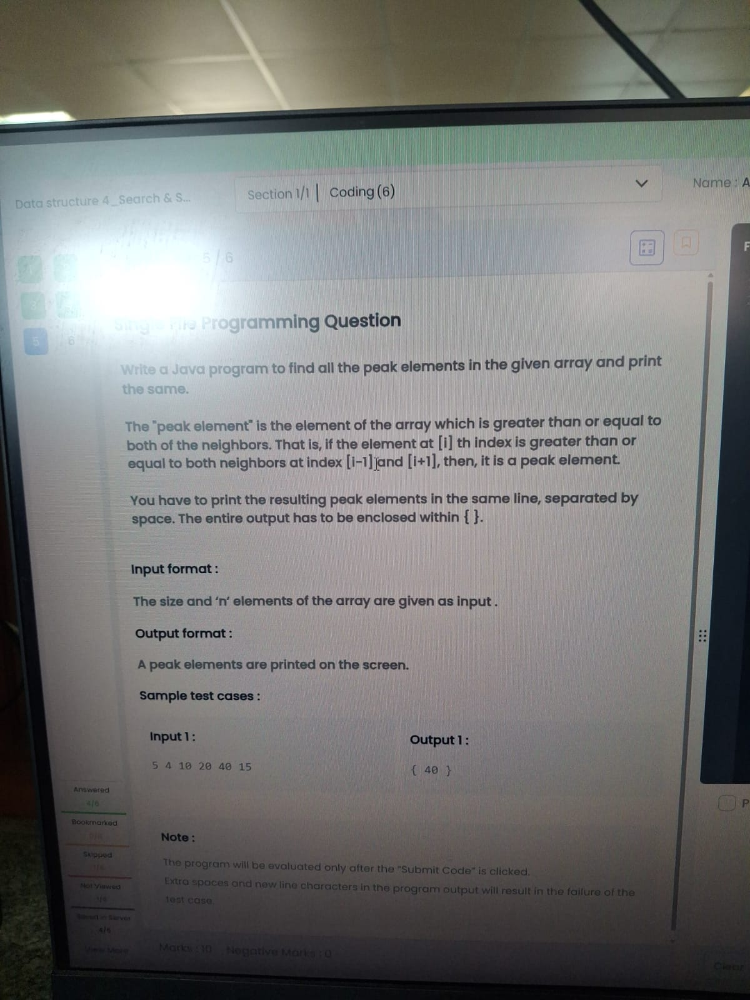 Data structure 4_Search & S...
Section 1/1 | Coding (6)
Name : A
5 / 6
F
1
3
5 6
Single File Programming Question
Write a Java program to find all the peak elements in the given array and print
the same.
The "peak element" is the element of the array which is greater than or equal to
both of the neighbors. That is, if the element at [i] th index is greater than or
equal to both neighbors at index [i-1] and [i+1], then, it is a peak element.
You have to print the resulting peak elements in the same line, separated by
space. The entire output has to be enclosed within { }.
Input format :
The size and ‘n’ elements of the array are given as input .
Output format :
A peak elements are printed on the screen.
Sample test cases :
Input 1 :
Output 1 :
5 4 10 20 40 15
{ 40 }
Answered
4/6
Bookmarked
Skipped
1/6
Not Viewed
1/6
Saved in Server
4/6
View More
P
Note :
The program will be evaluated only after the “Submit Code” is clicked.
Extra spaces and new line characters in the program output will result in the failure of the
test case.
Marks : 10 Negative Marks : 0
Clear